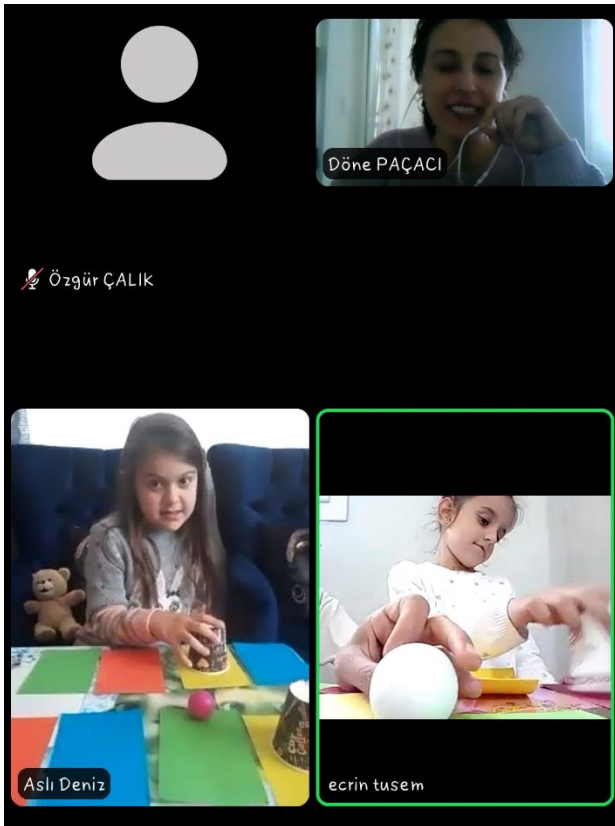 Döne PAÇACI
Özgür ÇALIK
Aslı Deniz
ecrin tusem